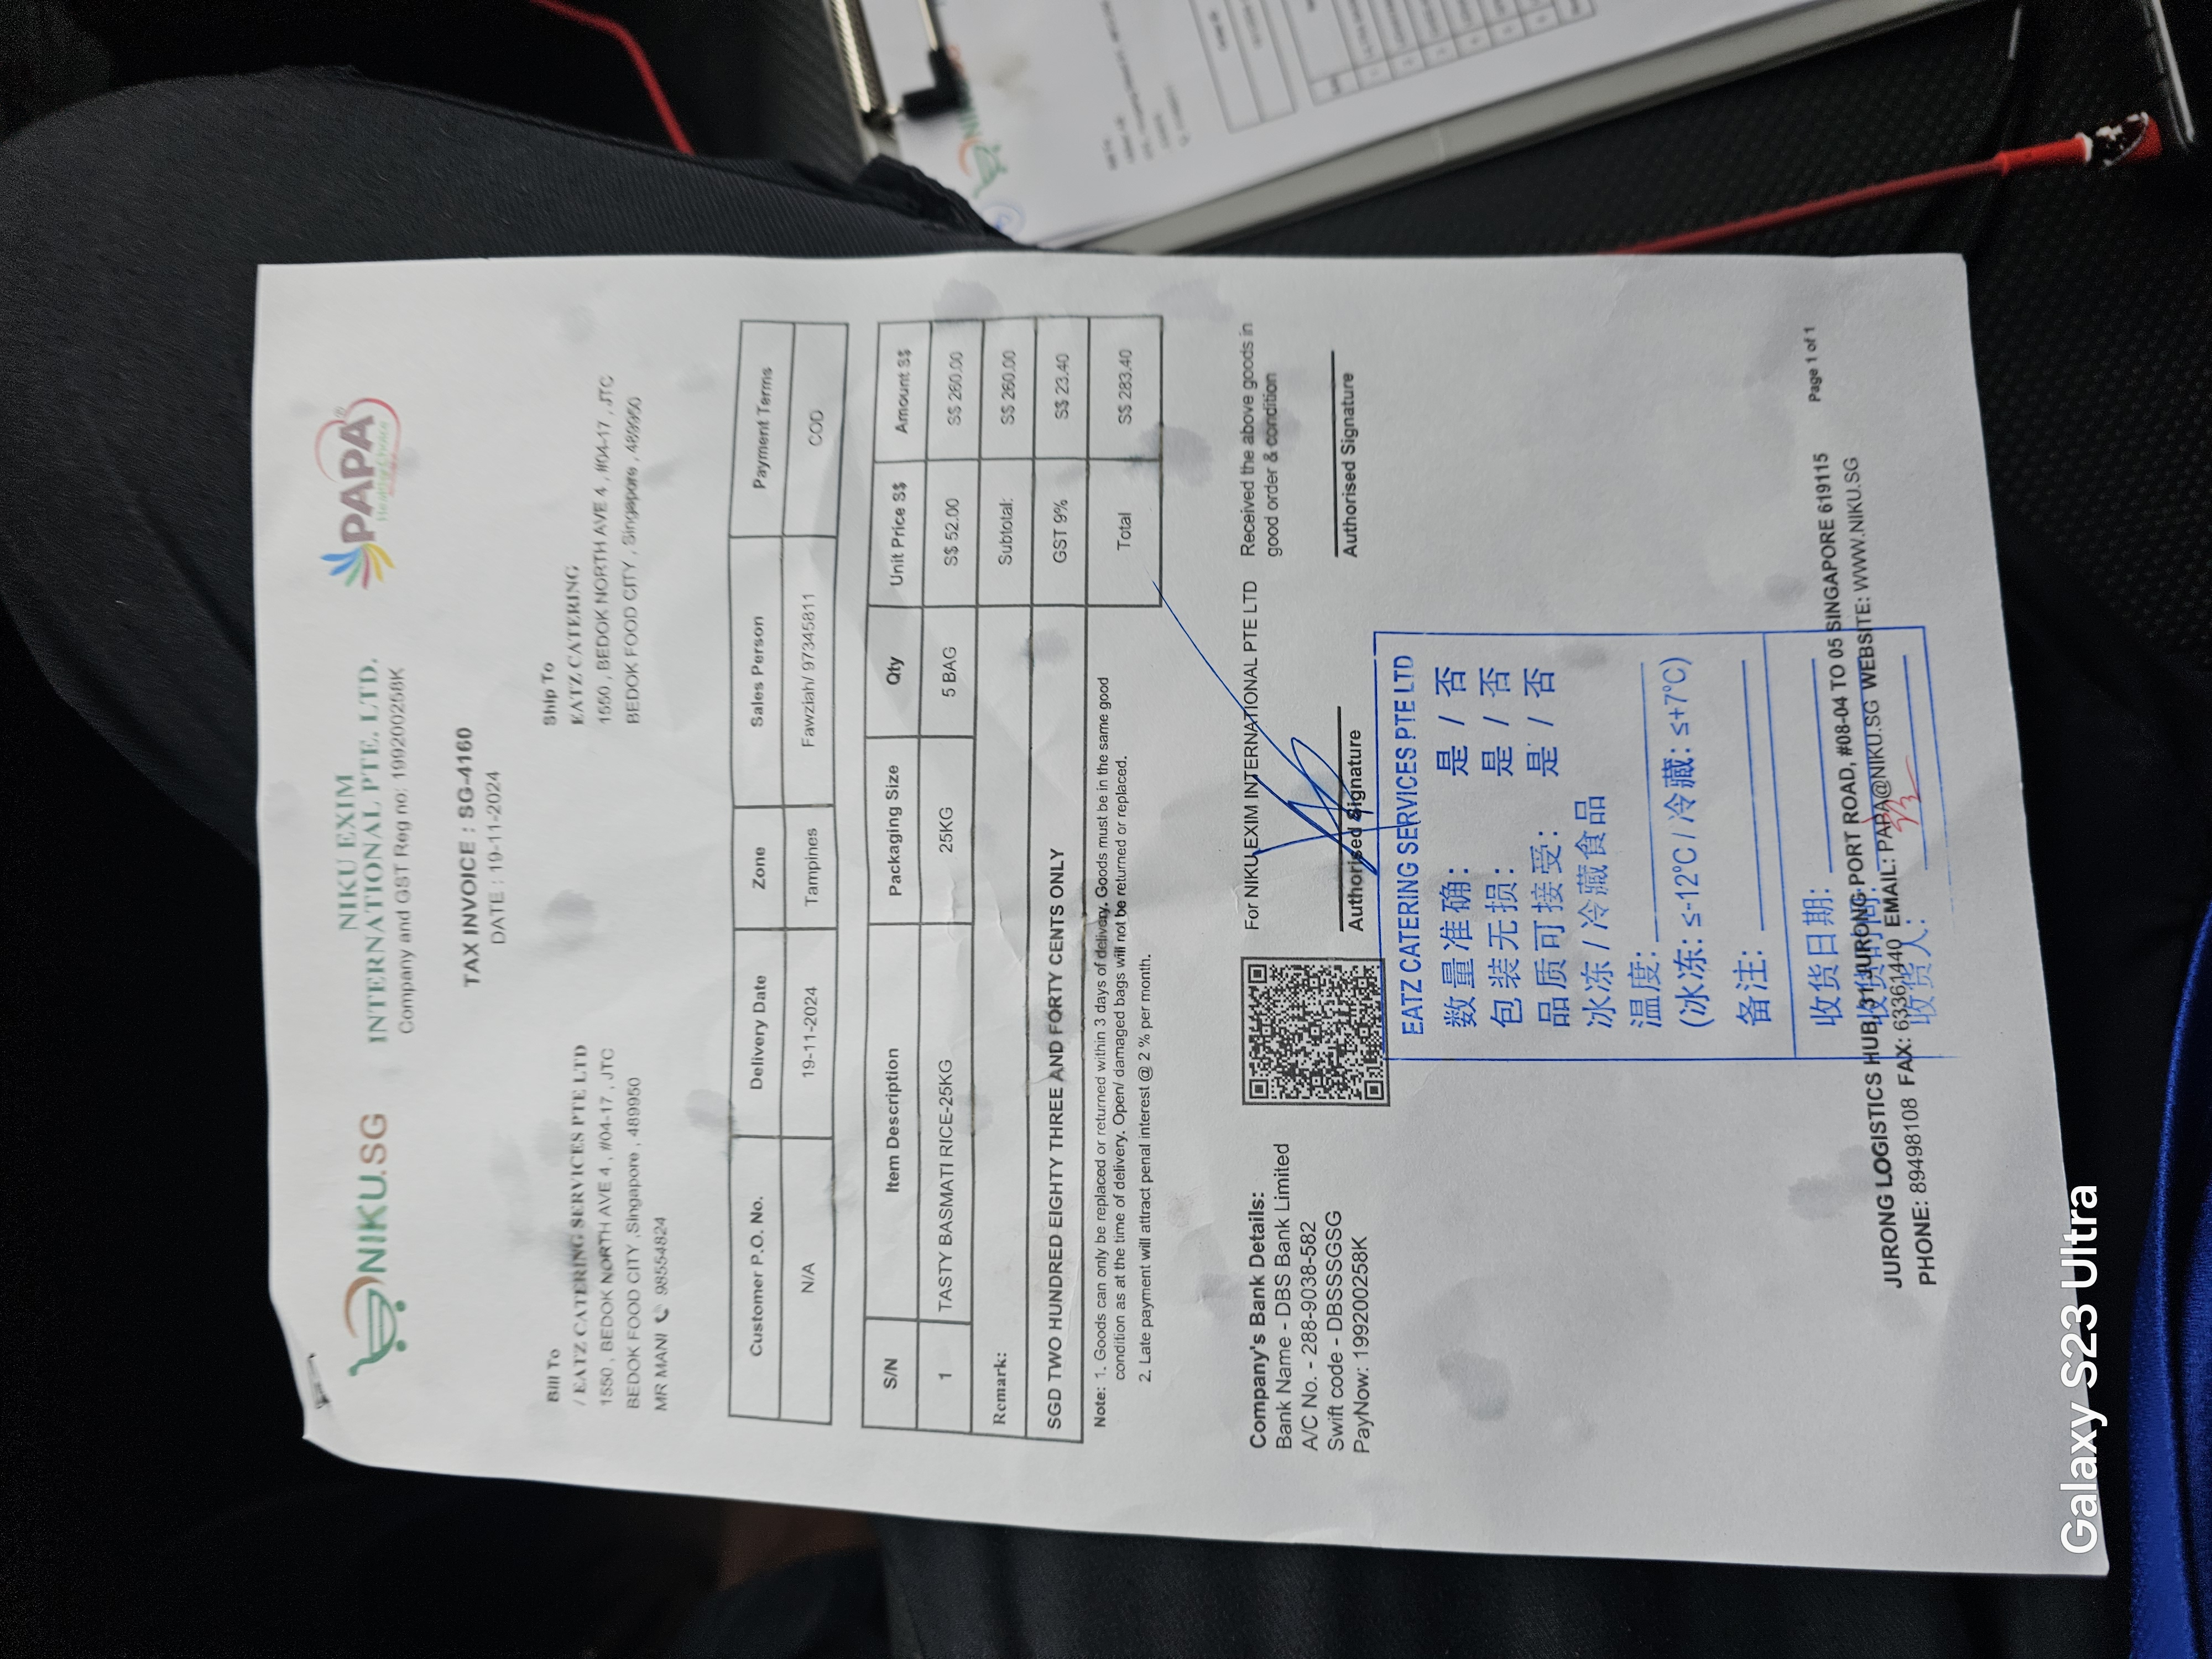 NIKU.SG
NIKU EXIM
INTERNATIONAL PTE. LTD.
Company and GST Reg no: 199200258K
PAPA®
Healthy Choice
TAX INVOICE : SG-4160
DATE : 19-11-2024
Bill To
/ EATZ CATERING SERVICES PTE LTD
1550 , BEDOK NORTH AVE 4 , #04-17 , JTC
BEDOK FOOD CITY ,Singapore , 489950
MR MANI 98554824
Ship To
EATZ CATERING
1550 , BEDOK NORTH AVE 4 , #04-17 , JTC
BEDOK FOOD CITY , Singapore , 489950
Customer P.O. No. Delivery Date Zone Sales Person Payment Terms
N/A 19-11-2024 Tampines Fawziah/ 97345811 COD
S/N Item Description Packaging Size Qty Unit Price S$ Amount S$
1 TASTY BASMATI RICE-25KG 25KG 5 BAG S$ 52.00 S$ 260.00
Remark: Subtotal: S$ 260.00
SGD TWO HUNDRED EIGHTY THREE AND FORTY CENTS ONLY GST 9% S$ 23.40
Total S$ 283.40
Note: 1. Goods can only be replaced or returned within 3 days of delivery. Goods must be in the same good
condition as at the time of delivery. Open/ damaged bags will not be returned or replaced.
2. Late payment will attract penal interest @ 2 % per month.
Company's Bank Details:
Bank Name - DBS Bank Limited
A/C No. - 288-9038-582
Swift code - DBSSSGSG
PayNow: 199200258K
For NIKU EXIM INTERNATIONAL PTE LTD
Authorised Signature
Received the above goods in
good order & condition
Authorised Signature
EATZ CATERING SERVICES PTE LTD
数量准确: 是 / 否
包装无损: 是 / 否
品质可接受: 是 / 否
冰冻 / 冷藏食品
温度:
(冰冻: ≤-12°C / 冷藏: ≤+7°C)
备注:
收货日期:
收货时间:
收货人:
JURONG LOGISTICS HUB, 31 JURONG PORT ROAD, #08-04 TO 05 SINGAPORE 619115
PHONE: 89498108 FAX: 63361440 EMAIL: PAPA@NIKU.SG WEBSITE: WWW.NIKU.SG
Page 1 of 1
Galaxy S23 Ultra